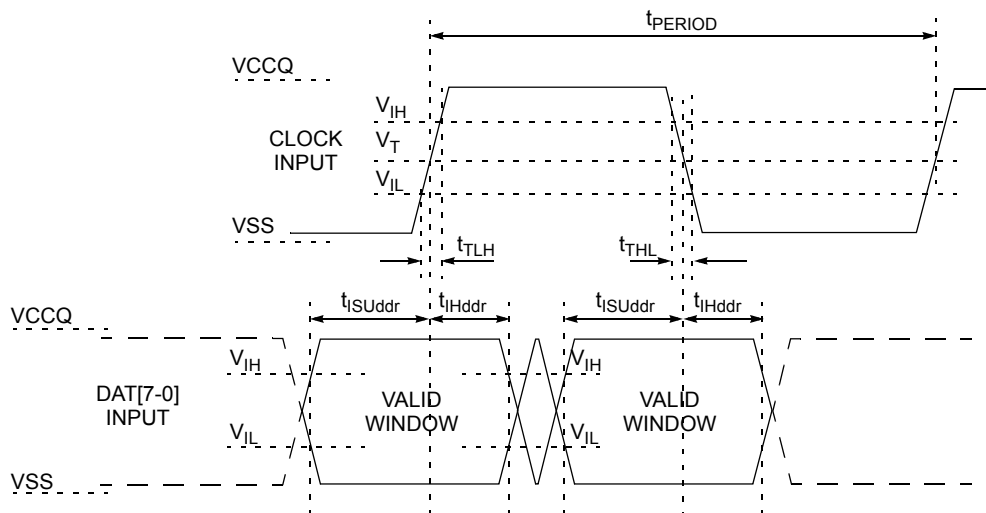 tPERIOD
VCCQ
VIH
CLOCK
INPUT
VT
VIL
VSS
tTLH
tTHL
tISUddr
tIHddr
tISUddr
tIHddr
VCCQ
VIH
VIH
DAT[7-0]
INPUT
VALID
WINDOW
VALID
WINDOW
VIL
VIL
VSS